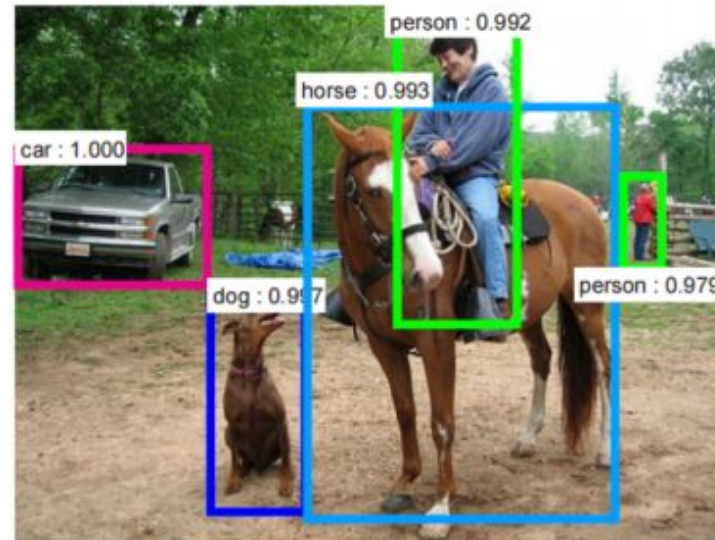 person : 0.992
horse : 0.993
car : 1.000
dog : 0.997
person : 0.979